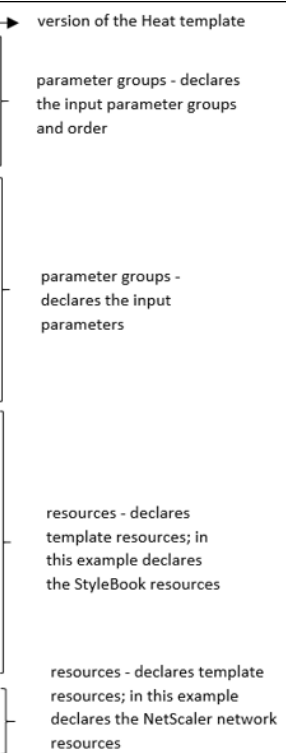 version of the Heat template
parameter groups - declares
the input parameter groups
and order
parameter groups -
declares the input
parameters
resources - declares
template resources; in
this example declares
the StyleBook resources
resources - declares template
resources; in this example
declares the NetScaler network
resources